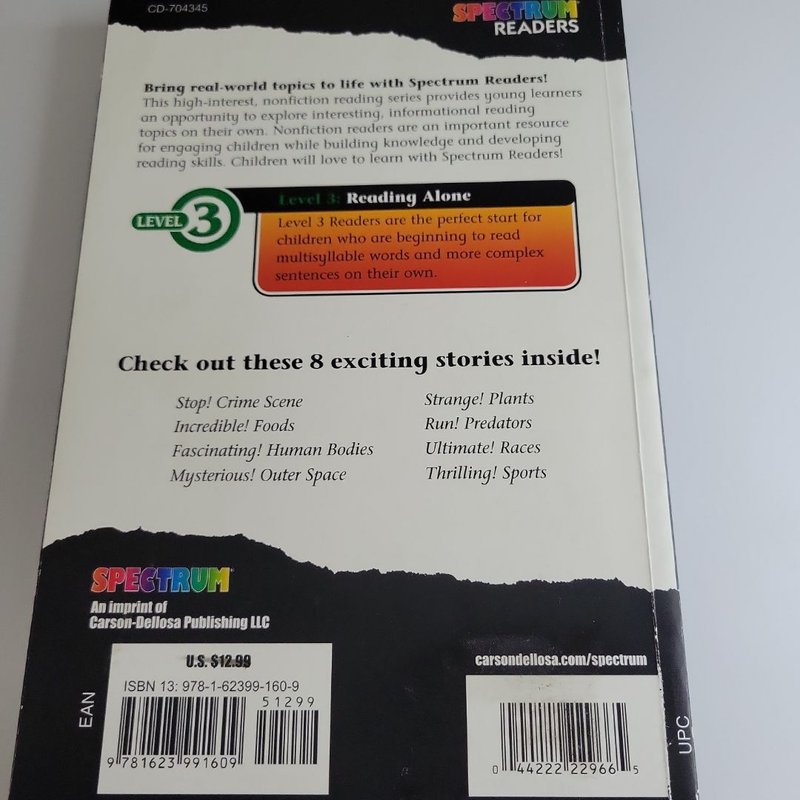 CD-704345
SPECTRUM
READERS
Bring real-world topics to life with Spectrum Readers!
This high-interest, nonfiction reading series provides young learners
an opportunity to explore interesting, informational reading
topics on their own. Nonfiction readers are an important resource
for engaging children while building knowledge and developing
reading skills. Children will love to learn with Spectrum Readers!
LEVEL 3
Level 3: Reading Alone
Level 3 Readers are the perfect start for
children who are beginning to read
multisyllable words and more complex
sentences on their own.
Check out these 8 exciting stories inside!
Stop! Crime Scene
Incredible! Foods
Fascinating! Human Bodies
Mysterious! Outer Space
Strange! Plants
Run! Predators
Ultimate! Races
Thrilling! Sports
SPECTRUM
An imprint of
Carson-Dellosa Publishing LLC
U.S. $12.99
ISBN 13: 978-1-62399-160-9
51299
EAN
9 781623 991609
carsondellosa.com/spectrum
0 44222 22966 5
UPC